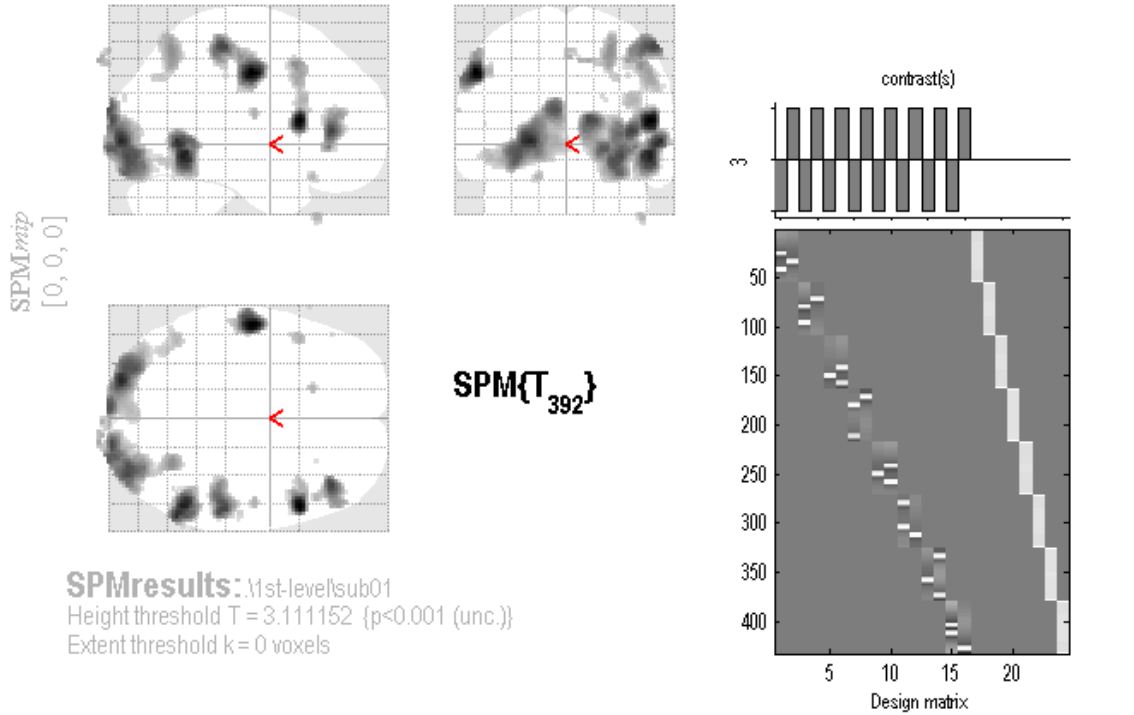 SPMmip
[0, 0, 0]
<
<
<
SPM{T392}
SPMresults: .\1st-level\sub01
Height threshold T = 3.111152 {p<0.001 (unc.)}
Extent threshold k = 0 voxels
contrast(s)
3
50
100
150
200
250
300
350
400
5 10 15 20
Design matrix